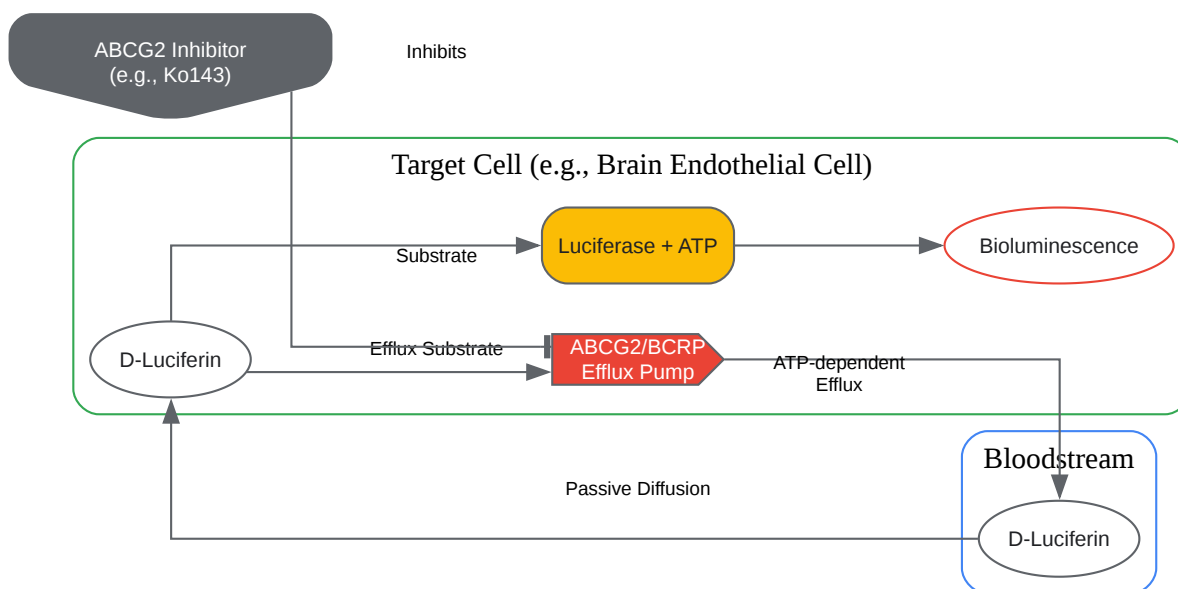 ABCG2 Inhibitor
(e.g., Ko143)
Inhibits
Target Cell (e.g., Brain Endothelial Cell)
Substrate
Luciferase + ATP
Bioluminescence
D-Luciferin
Efflux Substrate
ABCG2/BCRP
Efflux Pump
ATP-dependent
Efflux
Bloodstream
Passive Diffusion
D-Luciferin